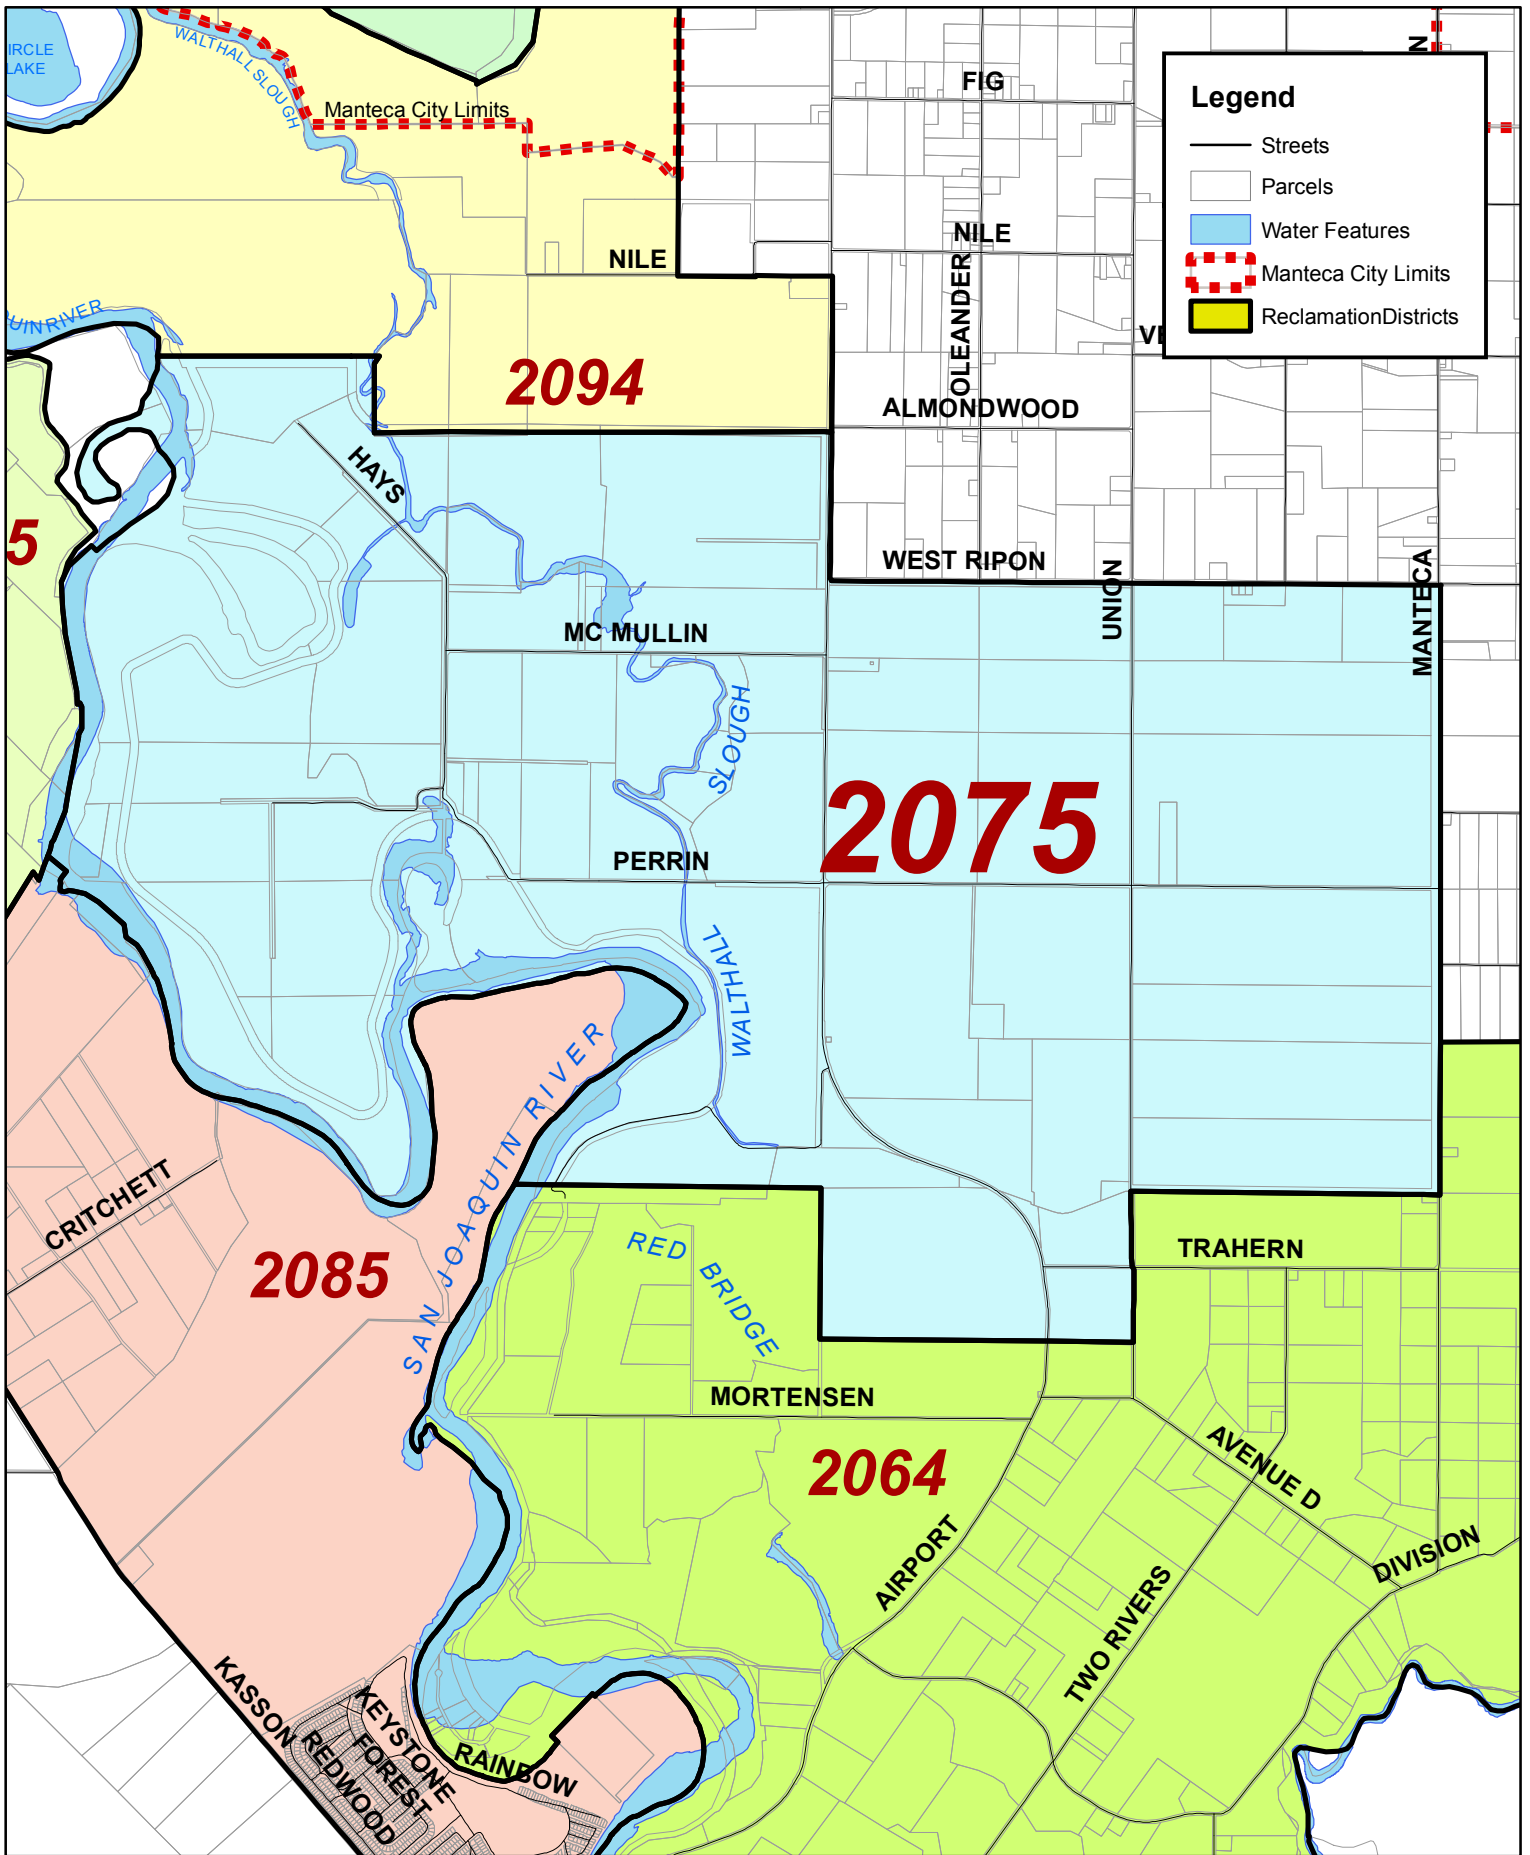 IRCLE
LAKE
WALTHALL SLOUGH
Manteca City Limits
FIG
N
Legend
Streets
Parcels
Water Features
Manteca City Limits
ReclamationDistricts
NILE
NILE
OLEANDER
UIN RIVER
VE
2094
ALMONDWOOD
HAYS
5
WEST RIPON
UNION
MANTECA
MC MULLIN
SLOUGH
2075
PERRIN
WALTHALL
SAN JOAQUIN RIVER
CRITCHETT
2085
RED
BRIDGE
TRAHERN
MORTENSEN
2064
AVENUE D
AIRPORT
DIVISION
TWO RIVERS
KASSON
KEYSTONE
FOREST
REDWOOD
RAINBOW